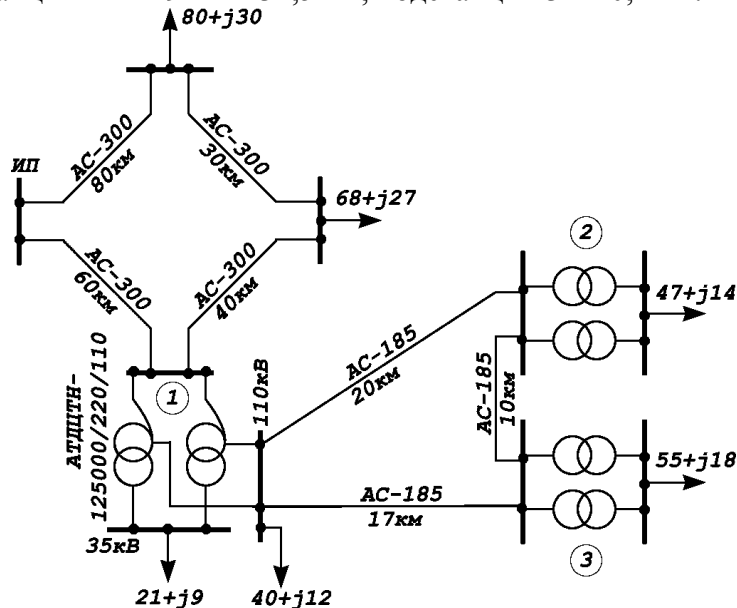 80+j30
АС-300
80км
АС-300
30км
ИП
68+j27
АС-300
60км
АС-300
40км
2
47+j14
АС-185
20км
АС-185
10км
1
110кВ
АТДЦТН-
125000/220/110
55+j18
АС-185
17км
3
35кВ
21+j9
40+j12